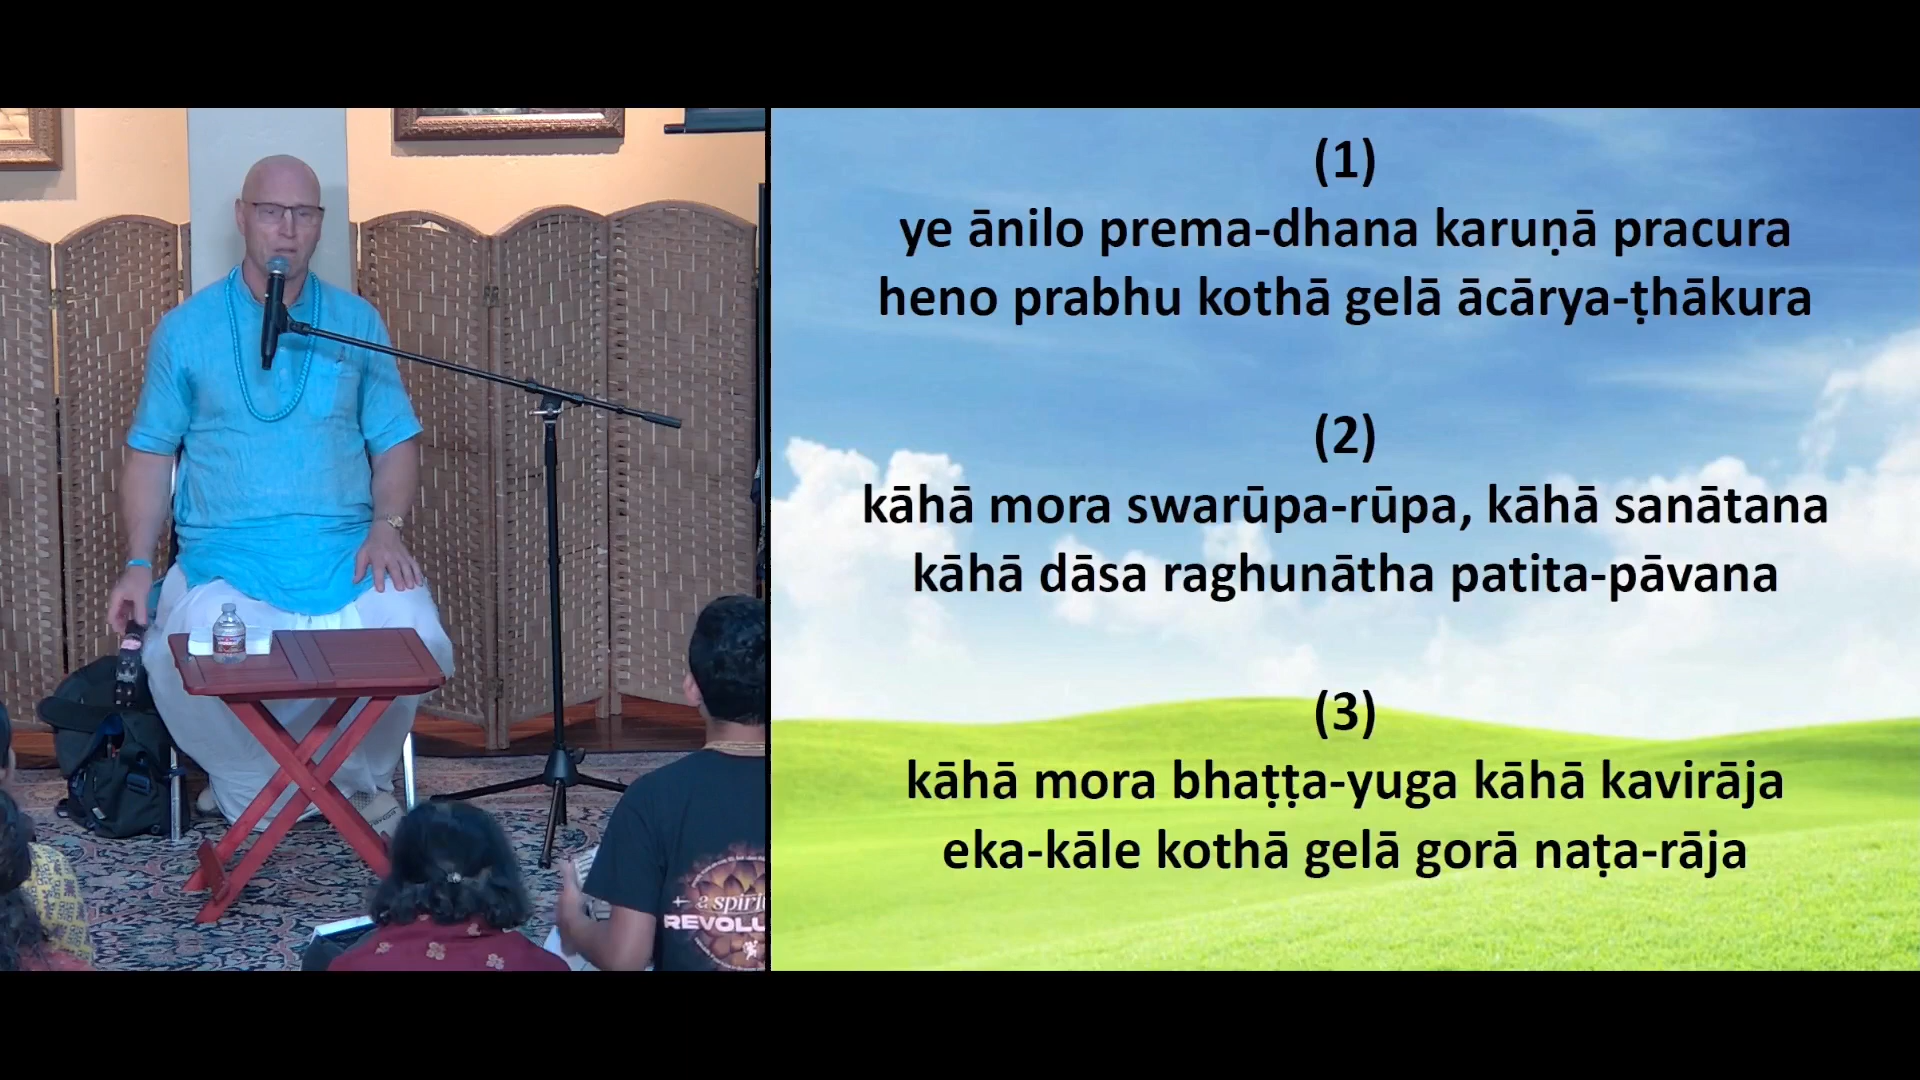 (1)
ye ānilo prema-dhana karuṇā pracura
heno prabhu kothā gelā ācārya-ṭhākura
(2)
kāhā mora swarūpa-rūpa, kāhā sanātana
kāhā dāsa raghunātha patita-pāvana
(3)
kāhā mora bhaṭṭa-yuga kāhā kavirāja
eka-kāle kothā gelā gorā naṭa-rāja
a spirit
REVOLU